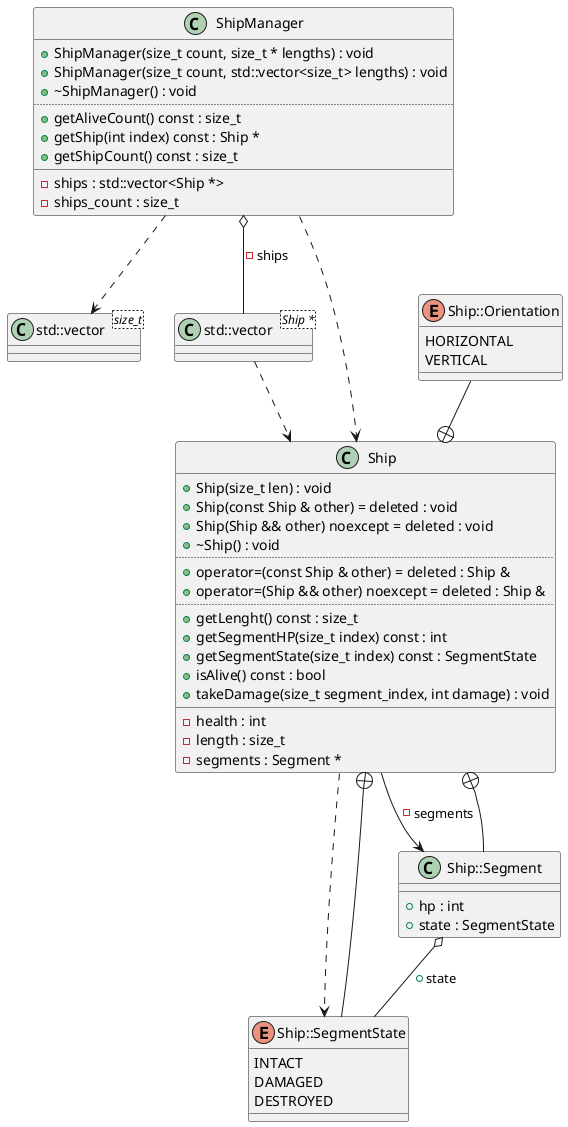 C ShipManager
ShipManager(size_t count, size_t * lengths) : void
ShipManager(size_t count, std::vector<size_t> lengths) : void
~ShipManager() : void
getAliveCount() const : size_t
getShip(int index) const : Ship *
getShipCount() const : size_t
ships : std::vector<Ship *>
ships_count : size_t
ships
C std::vector
size_t
C std::vector
Ship *
E Ship::Orientation
HORIZONTAL
VERTICAL
C Ship
Ship(size_t len) : void
Ship(const Ship & other) = deleted : void
Ship(Ship && other) noexcept = deleted : void
~Ship() : void
operator=(const Ship & other) = deleted : Ship &
operator=(Ship && other) noexcept = deleted : Ship &
getLenght() const : size_t
getSegmentHP(size_t index) const : int
getSegmentState(size_t index) const : SegmentState
isAlive() const : bool
takeDamage(size_t segment_index, int damage) : void
health : int
length : size_t
segments : Segment *
segments
C Ship::Segment
hp : int
state : SegmentState
state
E Ship::SegmentState
INTACT
DAMAGED
DESTROYED